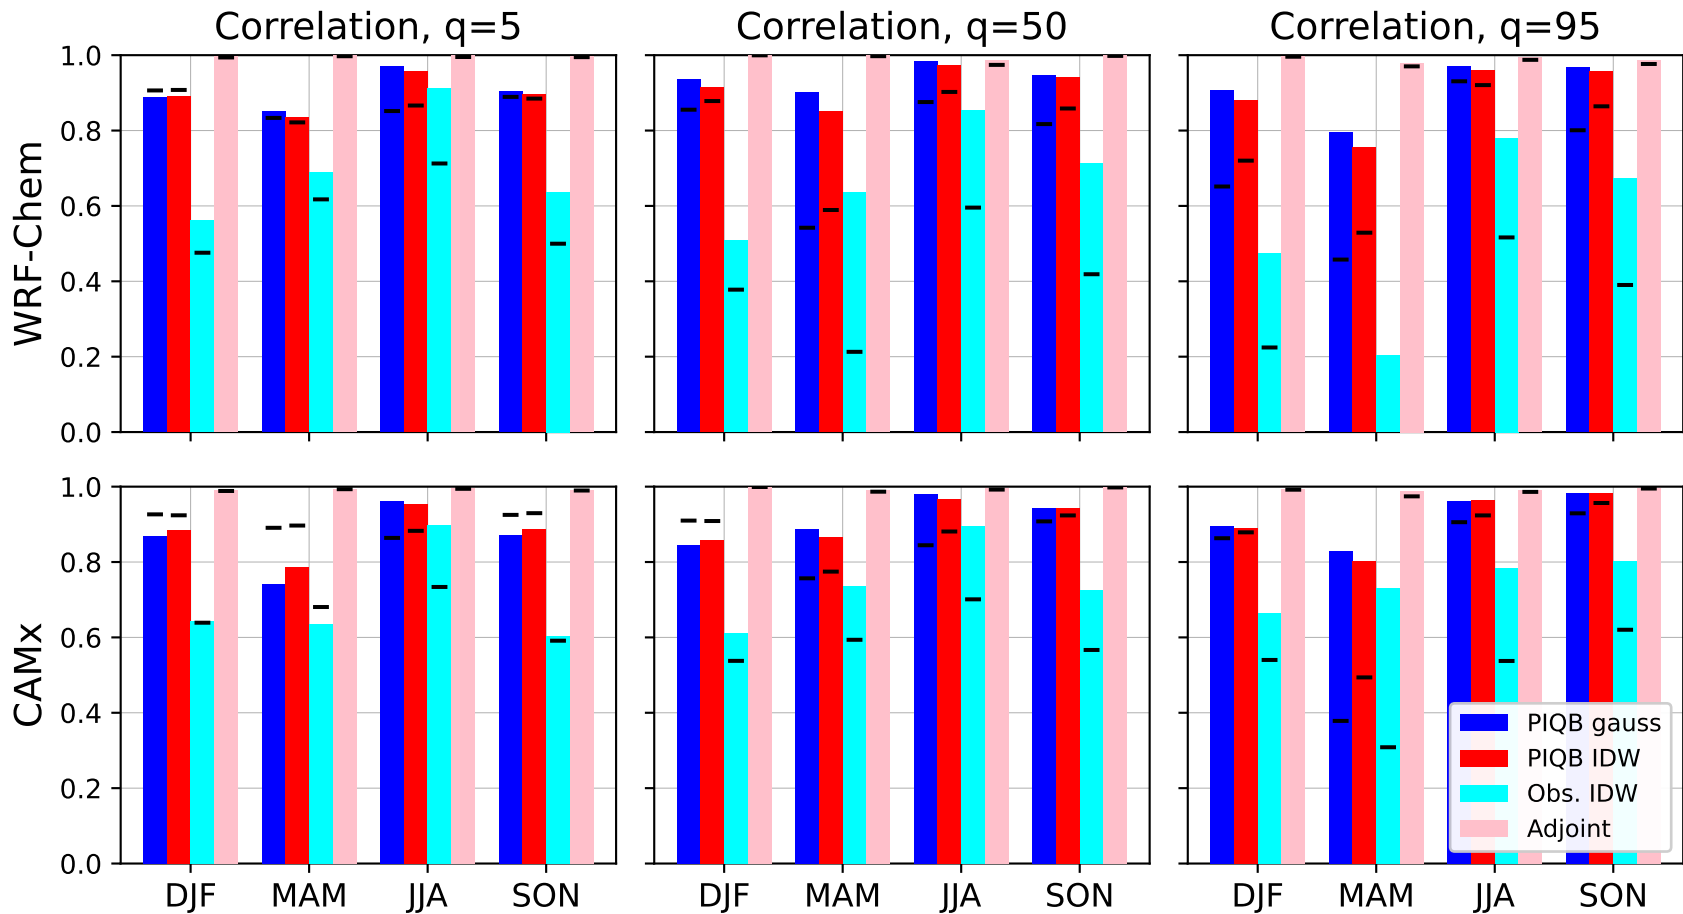 Correlation, q=5
Correlation, q=50
Correlation, q=95
WRF-Chem
1.0
0.8
0.6
0.4
0.2
0.0
CAMx
1.0
0.8
0.6
0.4
0.2
0.0
DJF
MAM
JJA
SON
DJF
MAM
JJA
SON
DJF
MAM
JJA
SON
PIQB gauss
PIQB IDW
Obs. IDW
Adjoint